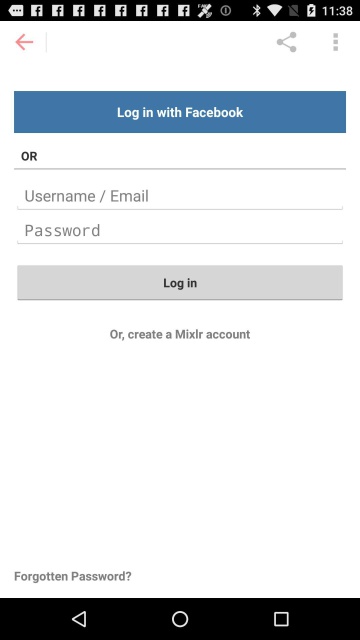 11:38
Log in with Facebook
OR
Username / Email
Password
Log in
Or, create a Mixlr account
Forgotten Password?